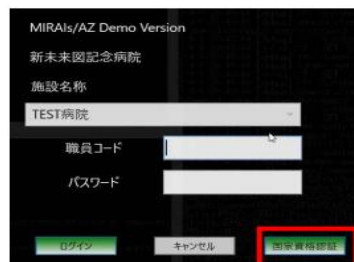 MIRAIs/AZ Demo Version
新未来図記念病院
施設名称
TEST病院
職員コード
パスワード
ログイン キャンセル 国家資格認証